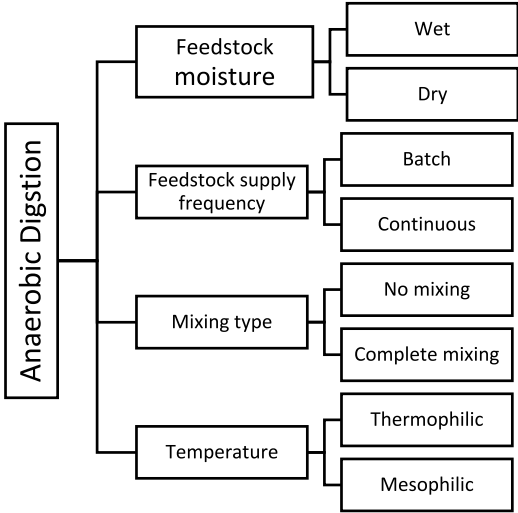 Anaerobic Digstion
Feedstock
moisture
Wet
Dry
Feedstock supply
frequency
Batch
Continuous
Mixing type
No mixing
Complete mixing
Temperature
Thermophilic
Mesophilic